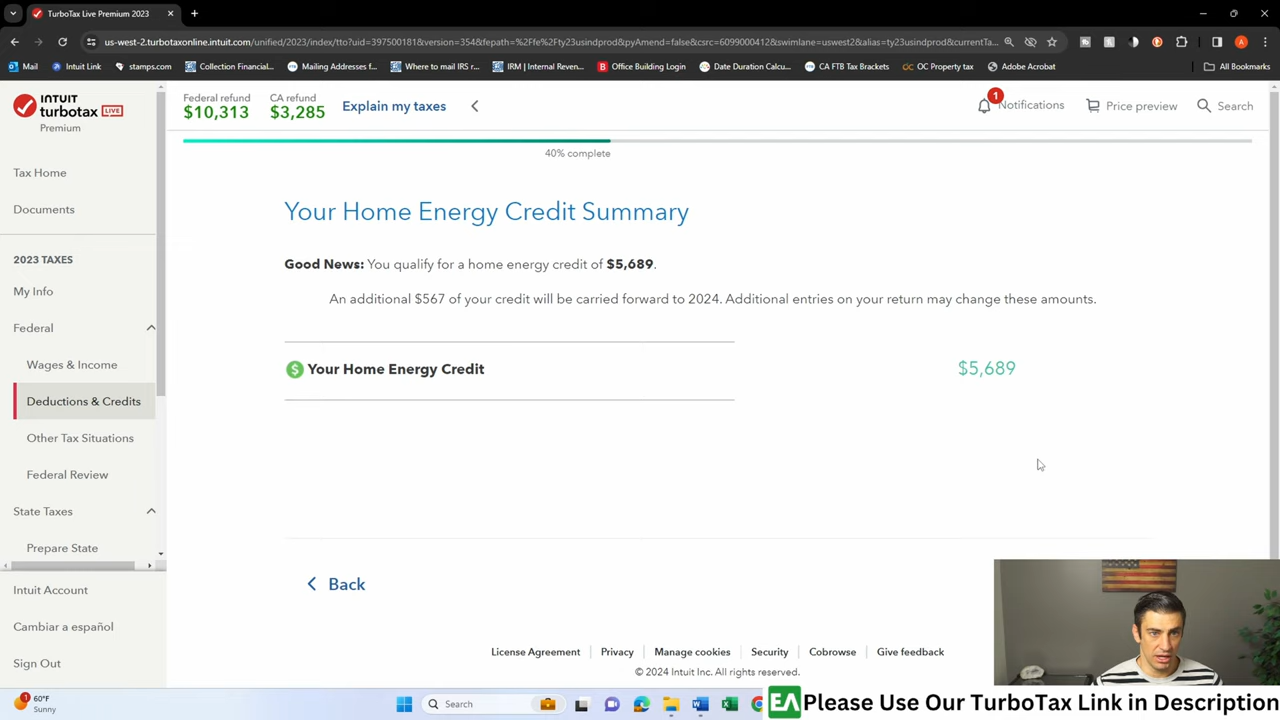 TurboTax Live Premium 2023
us-west-2.turbotaxonline.intuit.com/unified/2023/index/tto?uid=397500181&version=354&fepath=%2Ffe%2Fty23usindprod&pyAmend=false&csrc=6099000412&swimlane=uswest2&alias=ty23usindprod&currentTa...
Mail Intuit Link stamps.com Collection Financial... Mailing Addresses f... Where to mail IRS r... IRM | Internal Reven... Office Building Login Date Duration Calcu... CA FTB Tax Brackets OC Property tax Adobe Acrobat All Bookmarks
INTUIT
turbotax LIVE
Premium
Federal refund CA refund
$10,313 $3,285
Explain my taxes
1
Notifications Price preview Search
40% complete
Tax Home
Documents
2023 TAXES
My Info
Federal
Wages & Income
Deductions & Credits
Other Tax Situations
Federal Review
State Taxes
Prepare State
Intuit Account
Cambiar a español
Sign Out
Your Home Energy Credit Summary
Good News: You qualify for a home energy credit of $5,689.
An additional $567 of your credit will be carried forward to 2024. Additional entries on your return may change these amounts.
$ Your Home Energy Credit $5,689
Back
License Agreement Privacy Manage cookies Security Cobrowse Give feedback
© 2024 Intuit Inc. All rights reserved.
1 60°F
Sunny
Search
EA Please Use Our TurboTax Link in Description